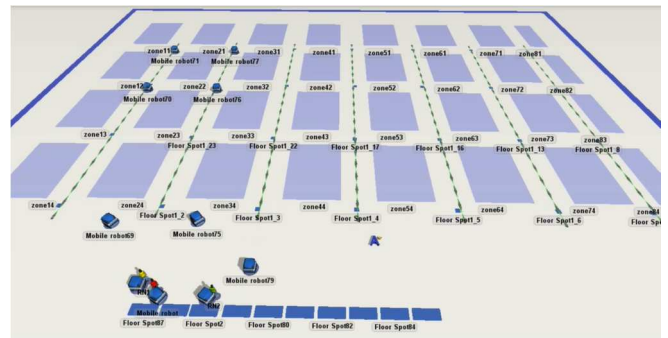 zone11 zone21 zone31 zone41 zone51 zone61 zone71 zone81
Mobile robot71 Mobile robot77
zone12 zone22 zone32 zone42 zone52 zone62 zone72 zone82
Mobile robot70 Mobile robot76
zone13 zone23 zone33 zone43 zone53 zone63 zone73 zone83
Floor Spot1_23 Floor Spot1_22 Floor Spot1_17 Floor Spot1_16 Floor Spot1_13 Floor Spot1_8
zone14 zone24 zone34 zone44 zone54 zone64 zone74 zone84
Floor Spot1_2 Floor Spot1_3 Floor Spot1_4 Floor Spot1_5 Floor Spot1_6
Mobile robot69 Mobile robot75
Mobile robot79
RN1 RN2
Mobile robot
Floor Spot87 Floor Spot2 Floor Spot80 Floor Spot82 Floor Spot84